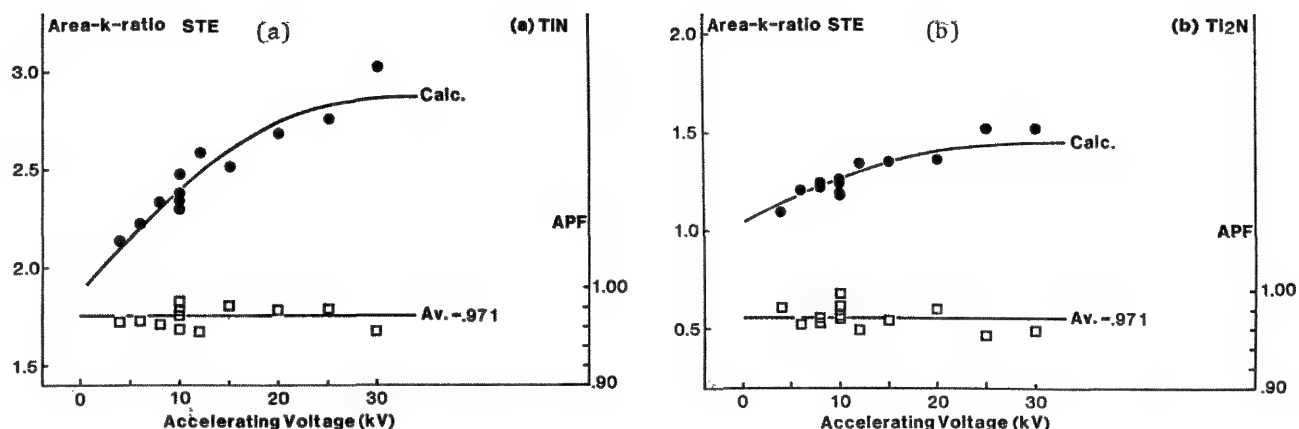 Area-k-ratio STE (a) (a) TiN
3.0
Calc.
2.5
APF
2.0
1.00
Av.-.971
1.5
.90
0 10 20 30
Accelerating Voltage (kV)
2.0 Area-k-ratio STE (b) (b) Ti2N
1.5
Calc.
1.0
APF
1.00
Av.-.971
0.5
.90
0 10 20 30
Accelerating Voltage (kV)